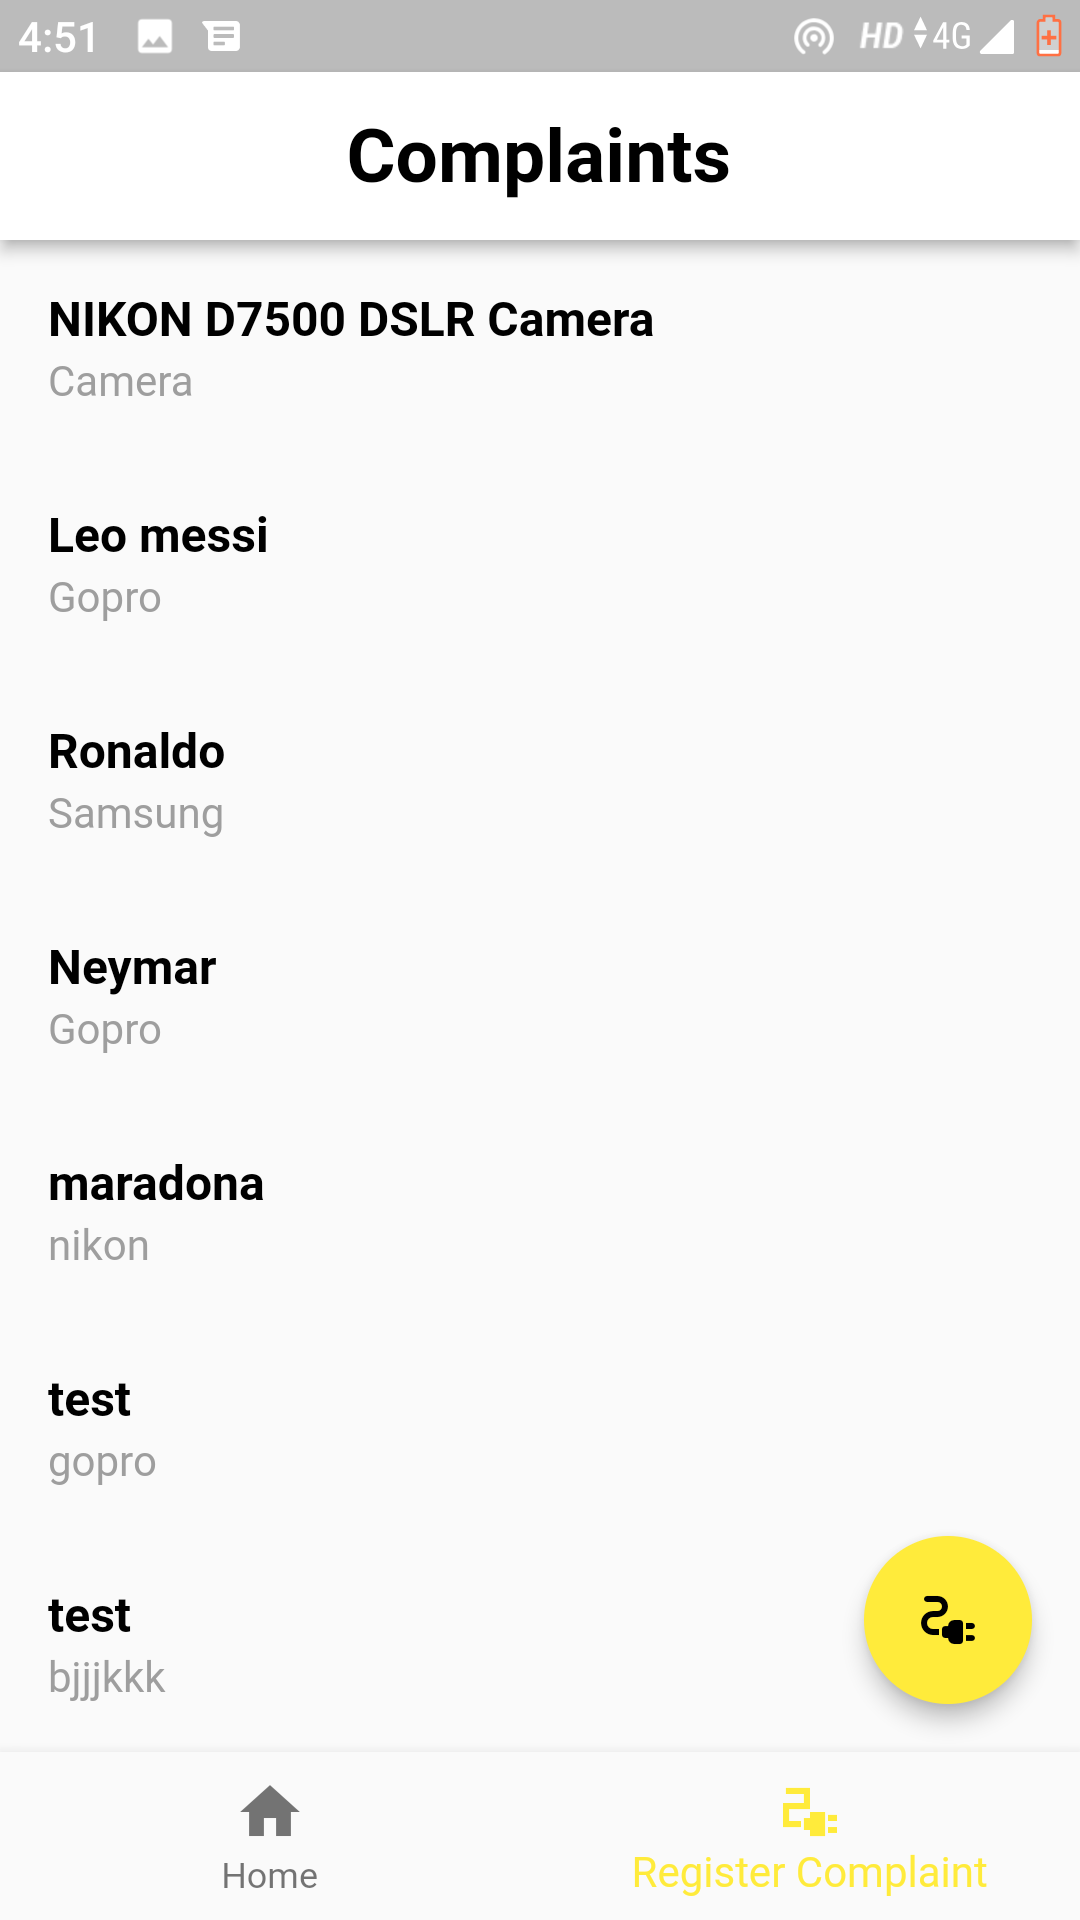 4:51 HD 4G
Complaints
NIKON D7500 DSLR Camera
Camera
Leo messi
Gopro
Ronaldo
Samsung
Neymar
Gopro
maradona
nikon
test
gopro
test
bjjjkkk
Home
Register Complaint